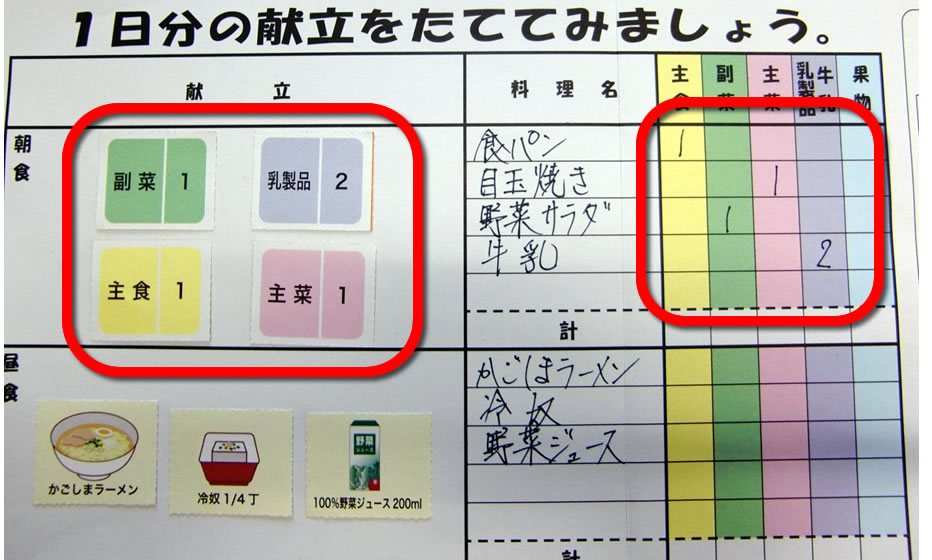 1日分の献立をたててみましょう。
献 立 料理名 主食 副菜 主菜 牛乳 乳製品 果物
朝食
副菜 1 乳製品 2
主食 1 主菜 1
食パン 1
目玉焼き 1
野菜サラダ 1
牛乳 2
計
昼食
かごしまラーメン
冷奴
野菜ジュース
野菜
ジュース
かごしまラーメン 冷奴 1/4丁 100%野菜ジュース 200ml
計